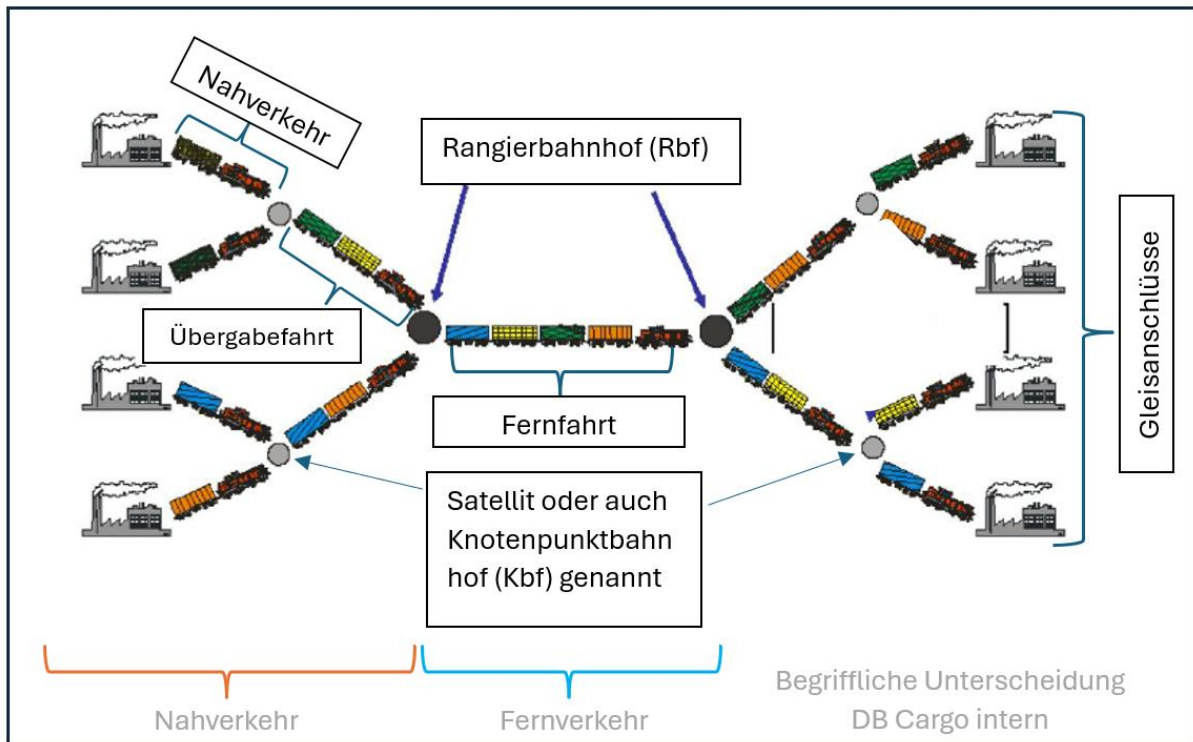 Nahverkehr
Rangierbahnhof (Rbf)
Übergabefahrt
Fernfahrt
Gleisanschlüsse
Satellit oder auch
Knotenpunktbahn
hof (Kbf) genannt
Nahverkehr
Fernverkehr
Begriffliche Unterscheidung
DB Cargo intern